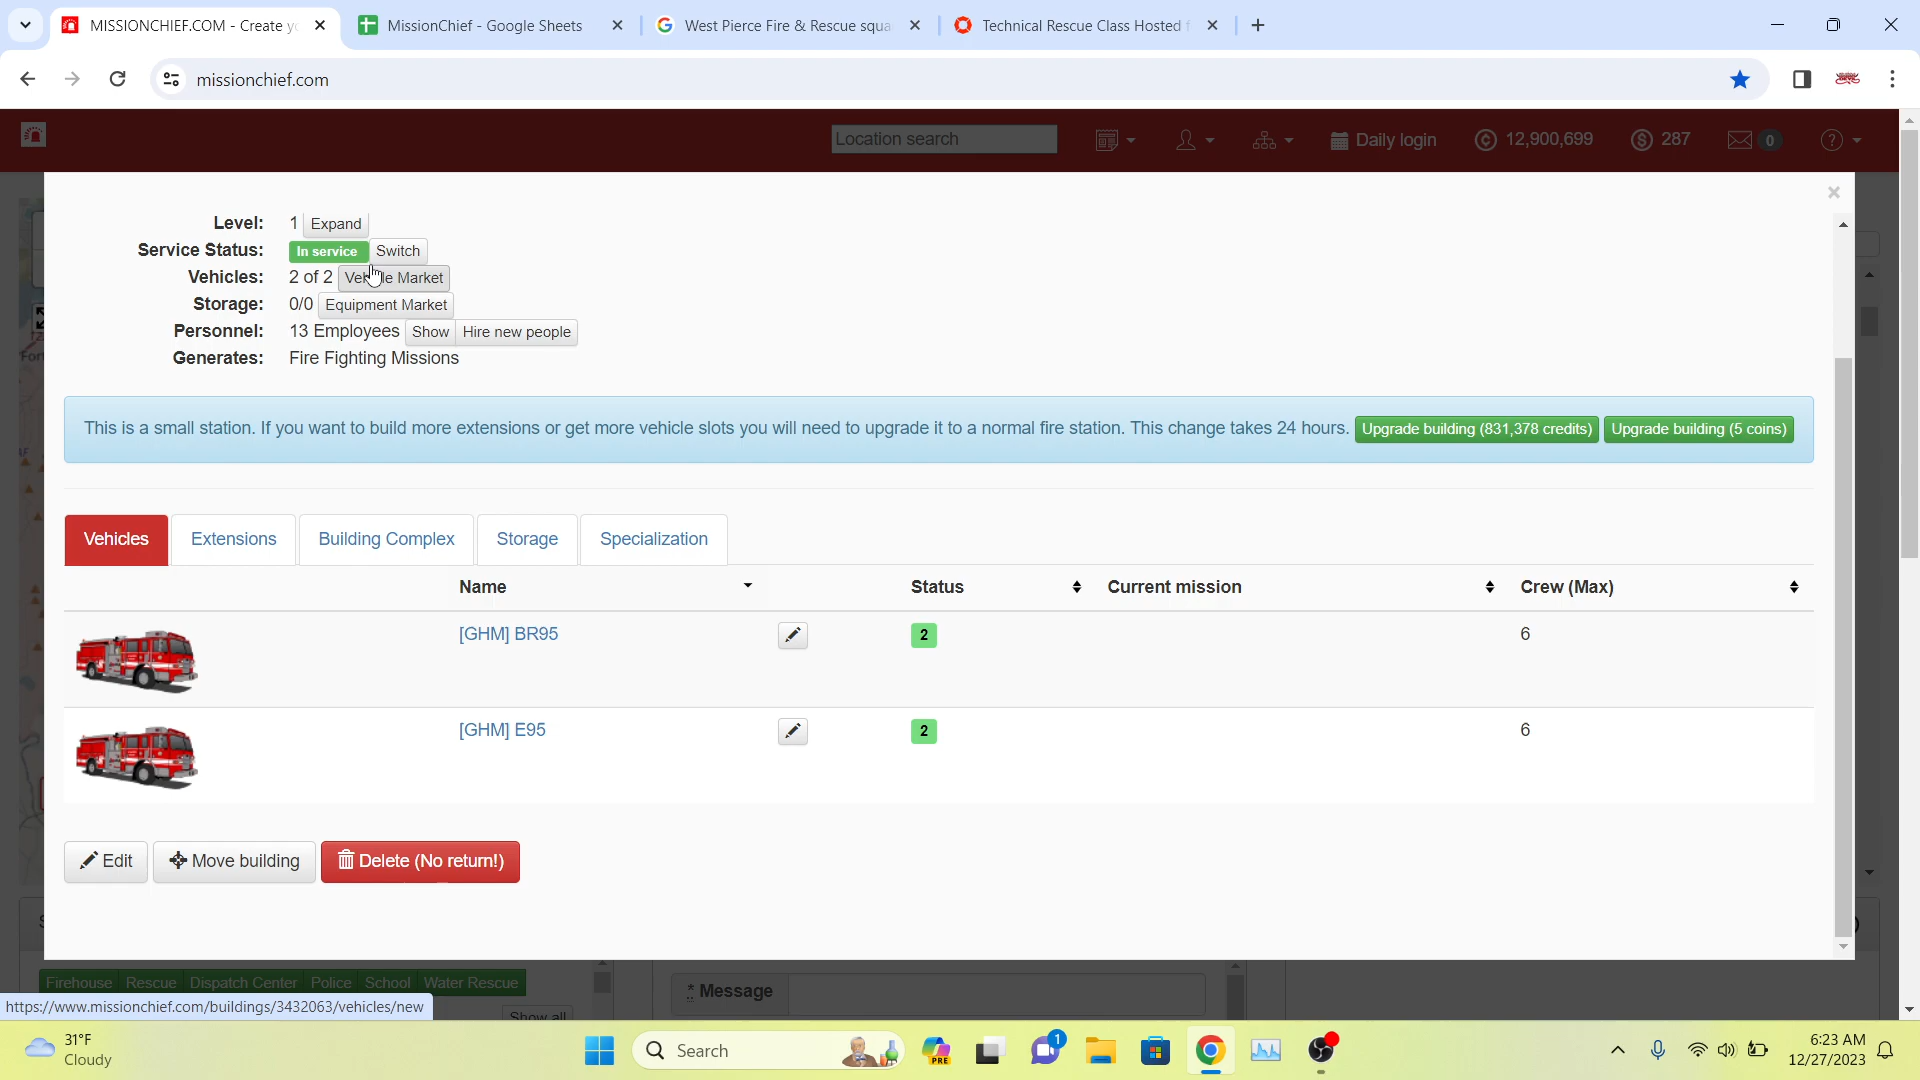 MISSIONCHIEF.COM - Create y
MissionChief - Google Sheets
West Pierce Fire & Rescue squa
Technical Rescue Class Hosted f
missionchief.com
Location search
Daily login
12,900,699
287
0
Level: 1 Expand
Service Status: In service Switch
Vehicles: 2 of 2 Vehicle Market
Storage: 0/0 Equipment Market
Personnel: 13 Employees Show Hire new people
Generates: Fire Fighting Missions
This is a small station. If you want to build more extensions or get more vehicle slots you will need to upgrade it to a normal fire station. This change takes 24 hours. Upgrade building (831,378 credits) Upgrade building (5 coins)
Vehicles Extensions Building Complex Storage Specialization
Name Status Current mission Crew (Max)
[GHM] BR95 2 6
[GHM] E95 2 6
Edit Move building Delete (No return!)
Firehouse Rescue Dispatch Center Police School Water Rescue
* Message
https://www.missionchief.com/buildings/3432063/vehicles/new
Show all
31°F
Cloudy
Search
PRE
1
6:23 AM
12/27/2023